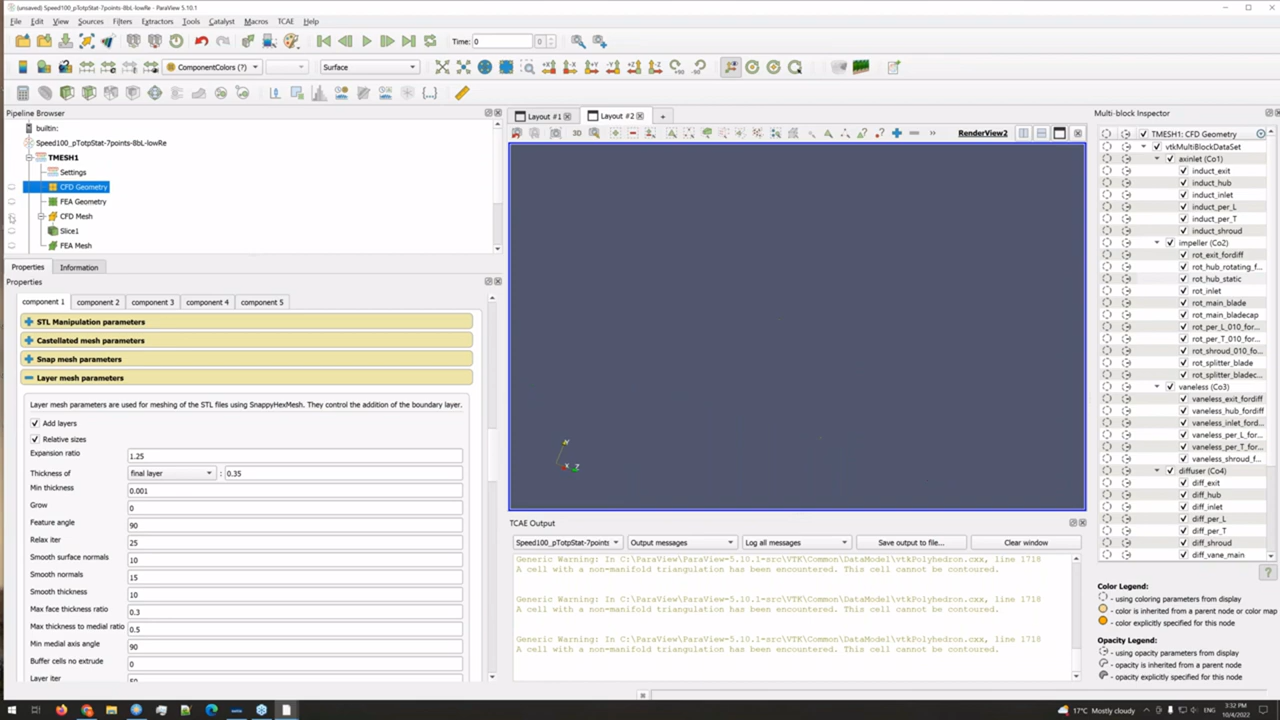 (unsaved) Speed100_pTotpStat-7points-8bL-lowRe - ParaView 5.10.1
File Edit View Sources Filters Extractors Tools Catalyst Macros TCAE Help
Time: 0 0
ComponentColors (?) Surface
Pipeline Browser
builtin:
Speed100_pTotpStat-7points-8bL-lowRe
TMESH1
Settings
CFD Geometry
FEA Geometry
CFD Mesh
Slice1
FEA Mesh
Properties Information
Properties
component 1 component 2 component 3 component 4 component 5
STL Manipulation parameters
Castellated mesh parameters
Snap mesh parameters
Layer mesh parameters
Layer mesh parameters are used for meshing of the STL files using SnappyHexMesh. They control the addition of the boundary layer.
Add layers
Relative sizes
Expansion ratio 1.25
Thickness of final layer : 0.35
Min thickness 0.001
Grow 0
Feature angle 90
Relax iter 25
Smooth surface normals 10
Smooth normals 15
Smooth thickness 10
Max face thickness ratio 0.3
Max thickness to medial ratio 0.5
Min medial axis angle 90
Buffer cells no extrude 0
Layer iter 50
Layout #1 Layout #2 +
3D RenderView2
TCAE Output
Speed100_pTotpStat-7points Output messages Log all messages Save output to file... Clear window
Generic Warning: In C:\ParaView\ParaView-5.10.1-src\VTK\Common\DataModel\vtkPolyhedron.cxx, line 1718
A cell with a non-manifold triangulation has been encountered. This cell cannot be contoured.
Generic Warning: In C:\ParaView\ParaView-5.10.1-src\VTK\Common\DataModel\vtkPolyhedron.cxx, line 1718
A cell with a non-manifold triangulation has been encountered. This cell cannot be contoured.
Generic Warning: In C:\ParaView\ParaView-5.10.1-src\VTK\Common\DataModel\vtkPolyhedron.cxx, line 1718
A cell with a non-manifold triangulation has been encountered. This cell cannot be contoured.
Multi-block Inspector
TMESH1: CFD Geometry
vtkMultiBlockDataSet
axinlet (Co1)
induct_exit
induct_hub
induct_inlet
induct_per_L
induct_per_T
induct_shroud
impeller (Co2)
rot_exit_fordiff
rot_hub_rotating_f...
rot_hub_static
rot_inlet
rot_main_blade
rot_main_bladecap
rot_per_L_010_for...
rot_per_T_010_for...
rot_shroud_010_fo...
rot_splitter_blade
rot_splitter_bladec...
vaneless (Co3)
vaneless_exit_fordiff
vaneless_hub_fordiff
vaneless_inlet_ford...
vaneless_per_L_for...
vaneless_per_T_for...
vaneless_shroud_f...
diffuser (Co4)
diff_exit
diff_hub
diff_inlet
diff_per_L
diff_per_T
diff_shroud
diff_vane_main
Color Legend:
- using coloring parameters from display
- color is inherited from a parent node or color map
- color explicitly specified for this node
Opacity Legend:
- using opacity parameters from display
- opacity is inherited from a parent node
- opacity explicitly specified for this node
17°C Mostly cloudy ENG 3:32 PM
10/4/2022